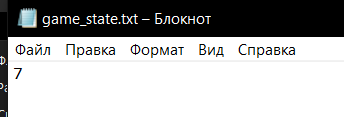 game_state.txt – Блокнот
Файл Правка Формат Вид Справка
7